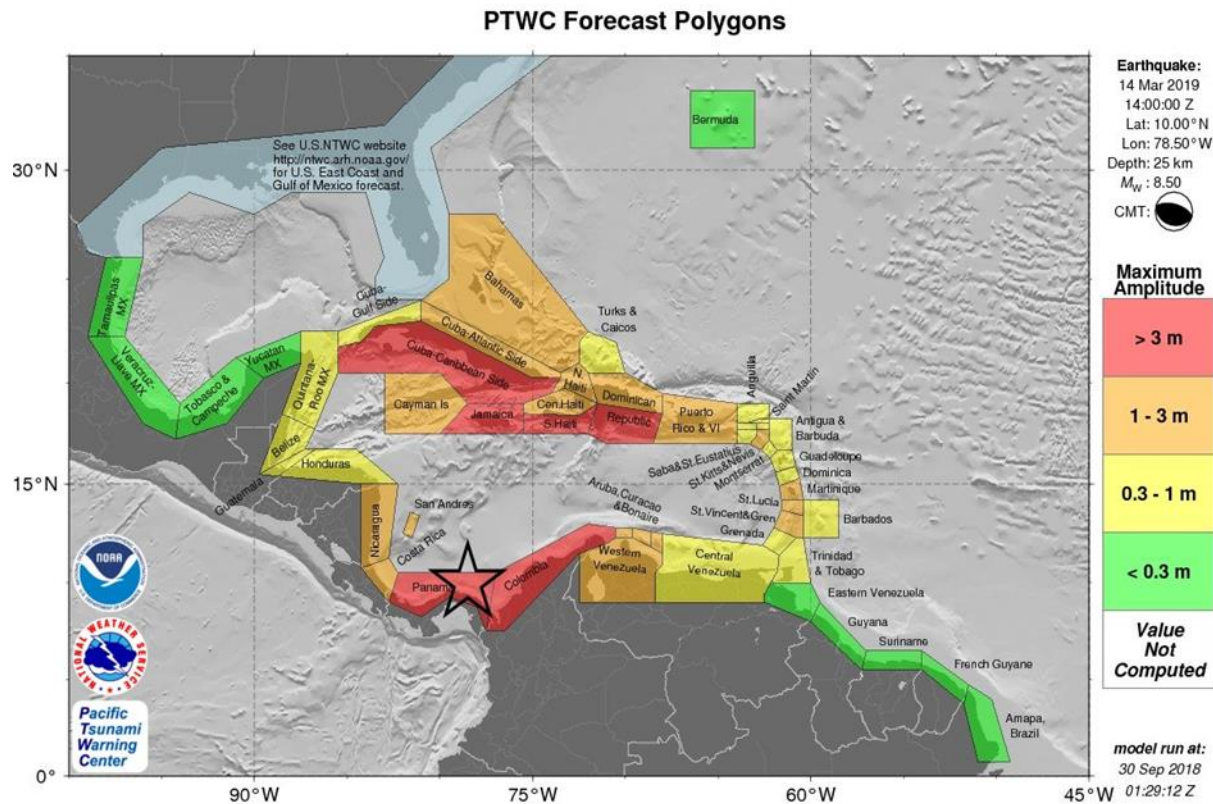 PTWC Forecast Polygons
Earthquake:
14 Mar 2019
14:00:00 Z
Lat: 10.00°N
Lon: 78.50°W
Depth: 25 km
Mw : 8.50
CMT:
Maximum
Amplitude
> 3 m
1 - 3 m
0.3 - 1 m
< 0.3 m
Value
Not
Computed
model run at:
30 Sep 2018
01:29:12 Z
30°N
15°N
0°
90°W
75°W
60°W
45°W
See U.S.NTWC website
http://ntwc.arh.noaa.gov/
for U.S. East Coast and
Gulf of Mexico forecast.
Bermuda
Tamaulipas
MX
Veracruz-
Llave MX
Tobasco &
Campeche
Yucatan
MX
Quintana-
Roo MX
Belize
Honduras
Guatemala
Cuba-
Gulf Side
Cuba-Atlantic Side
Cuba-Caribbean Side
Bahamas
Turks &
Caicos
Cayman Is
Jamaica
N.
Haiti
Cen.Haiti
S.Haiti
Dominican
Republic
Puerto
Rico & VI
Anguilla
Saint Martin
Antigua &
Barbuda
Saba&St.Eustatius
St.Kitts&Nevis
Montserrat
Guadeloupe
Dominica
Martinique
St.Lucia
St.Vincent&Gren
Grenada
Barbados
Aruba,Curacao
&Bonaire
San Andres
Nicaragua
Costa Rica
Panama
Colombia
Western
Venezuela
Central
Venezuela
Trinidad
& Tobago
Eastern Venezuela
Guyana
Suriname
French Guyane
Amapa,
Brazil
NOAA
NATIONAL WEATHER SERVICE
Pacific
Tsunami
Warning
Center